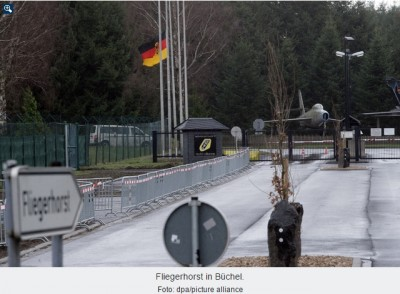 Fliegerhorst
Fliegerhorst in Büchel.
Foto: dpa/picture alliance